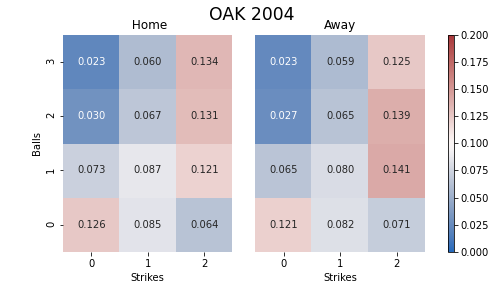 OAK 2004
Home
Away
Balls
3
0.023 0.060 0.134
0.023 0.059 0.125
2
0.030 0.067 0.131
0.027 0.065 0.139
1
0.073 0.087 0.121
0.065 0.080 0.141
0
0.126 0.085 0.064
0.121 0.082 0.071
0 1 2
0 1 2
Strikes
Strikes
0.200
0.175
0.150
0.125
0.100
0.075
0.050
0.025
0.000